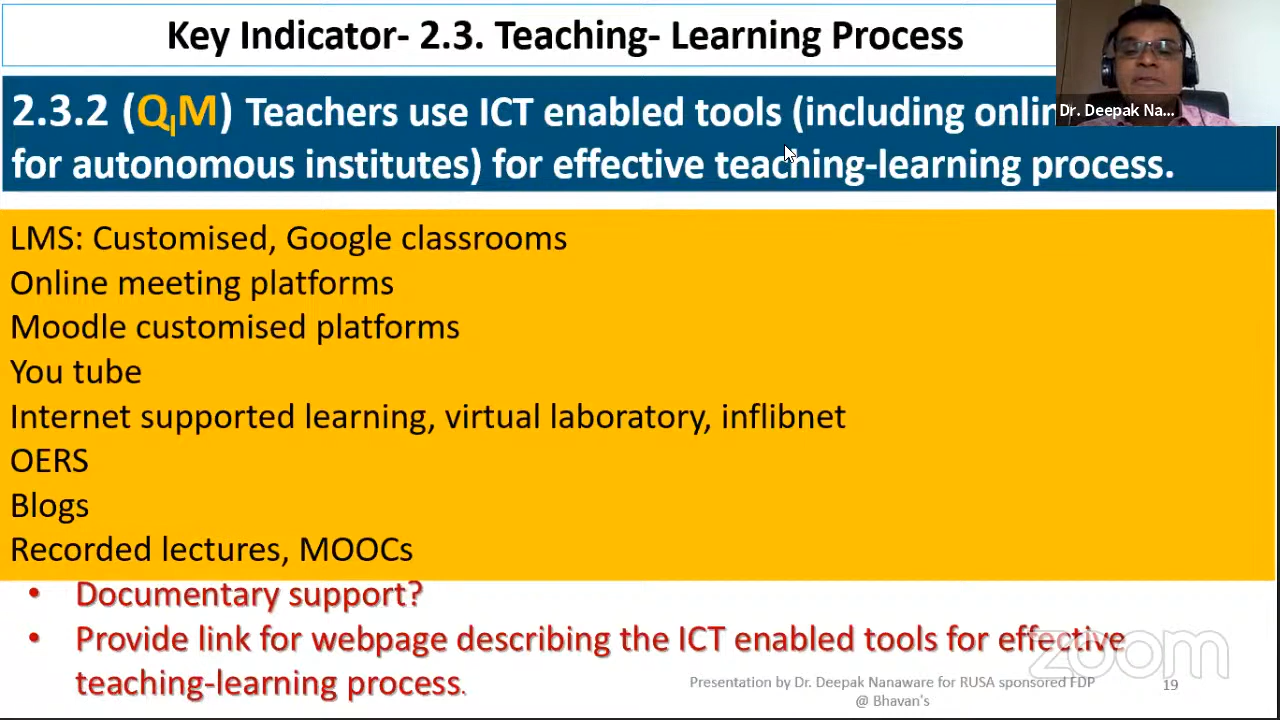 Key Indicator- 2.3. Teaching- Learning Process
Dr. Deepak Na...
2.3.2 (QlM) Teachers use ICT enabled tools (including onlin
for autonomous institutes) for effective teaching-learning process.
LMS: Customised, Google classrooms
Online meeting platforms
Moodle customised platforms
You tube
Internet supported learning, virtual laboratory, inflibnet
OERS
Blogs
Recorded lectures, MOOCs
• Documentary support?
• Provide link for webpage describing the ICT enabled tools for effective
teaching-learning process.
zoom
Presentation by Dr. Deepak Nanaware for RUSA sponsored FDP
@ Bhavan's
19